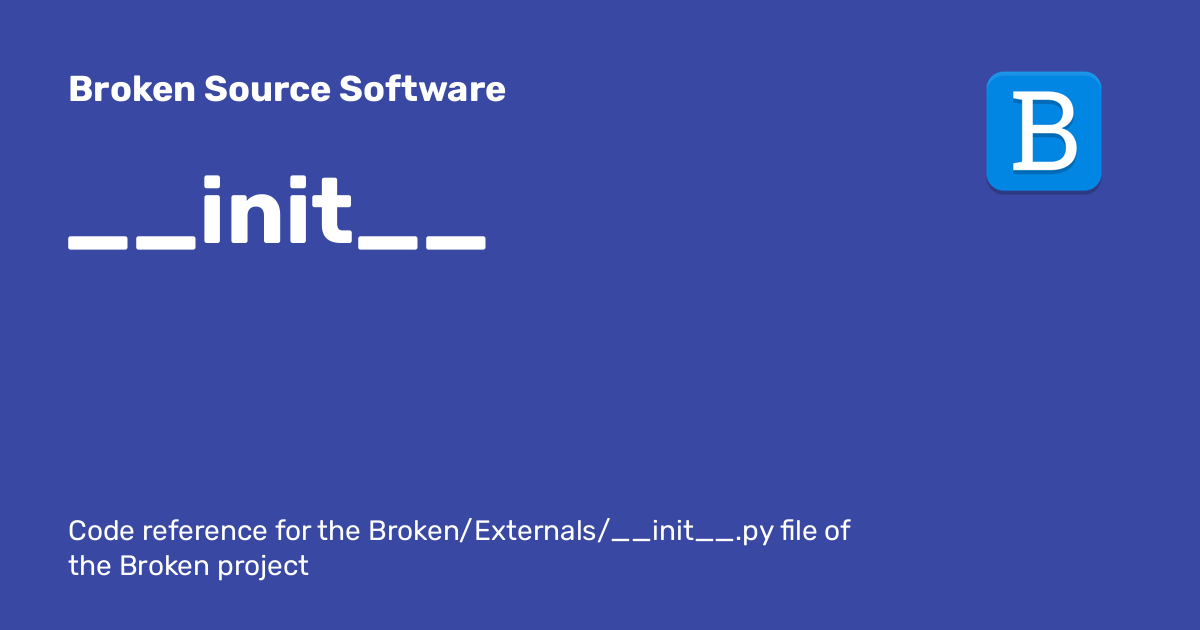 Broken Source Software
B
__init__
Code reference for the Broken/Externals/__init__.py file of
the Broken project